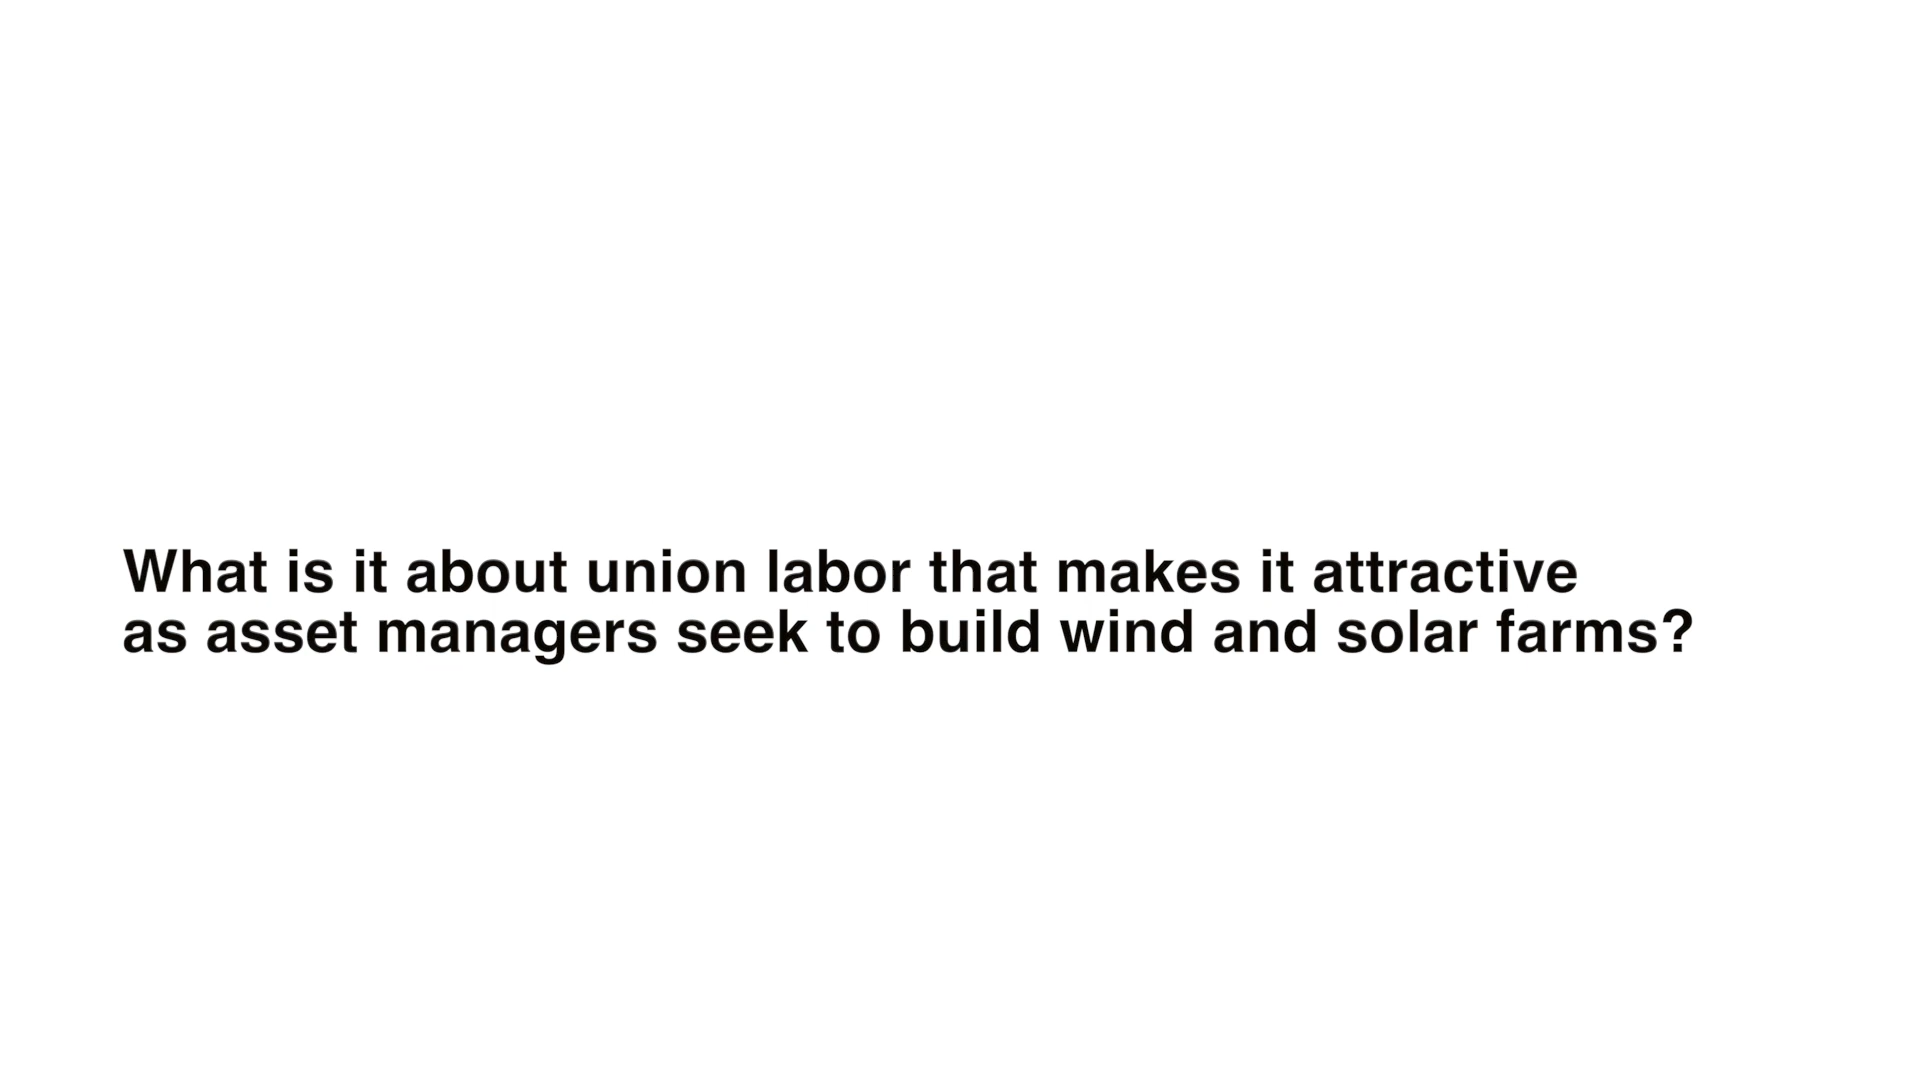 What is it about union labor that makes it attractive
as asset managers seek to build wind and solar farms?